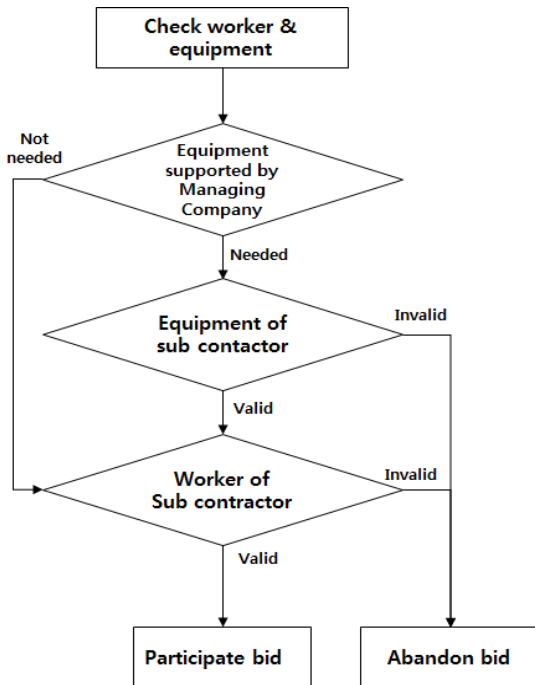 Check worker &
equipment
Not
needed
Equipment
supported by
Managing
Company
Needed
Equipment of
sub contactor
Invalid
Valid
Worker of
Sub contractor
Invalid
Valid
Participate bid
Abandon bid